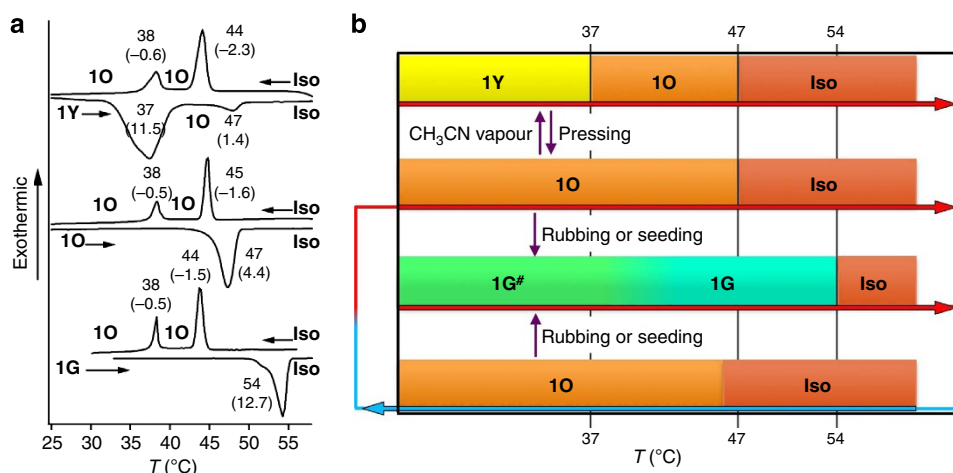 a
38
(–0.6)
44
(–2.3)
1O
1O
Iso
1Y
37
(11.5)
1O
47
(1.4)
Iso
38
(–0.5)
45
(–1.6)
1O
1O
Iso
1O
44
(–1.5)
47
(4.4)
Iso
38
(–0.5)
1O
1O
Iso
1G
54
(12.7)
Iso
Exothermic
25 30 35 40 45 50 55
T (°C)
b
37 47 54
1Y 1O Iso
CH₃CN vapour Pressing
1O Iso
Rubbing or seeding
1G# 1G Iso
Rubbing or seeding
1O Iso
37 47 54
T (°C)